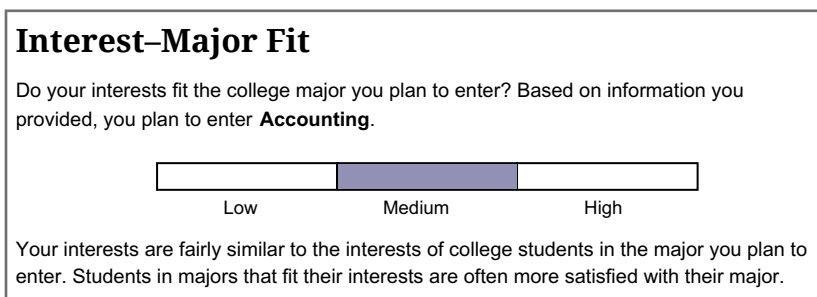 Interest–Major Fit
Do your interests fit the college major you plan to enter? Based on information you
provided, you plan to enter Accounting.
Low Medium High
Your interests are fairly similar to the interests of college students in the major you plan to
enter. Students in majors that fit their interests are often more satisfied with their major.